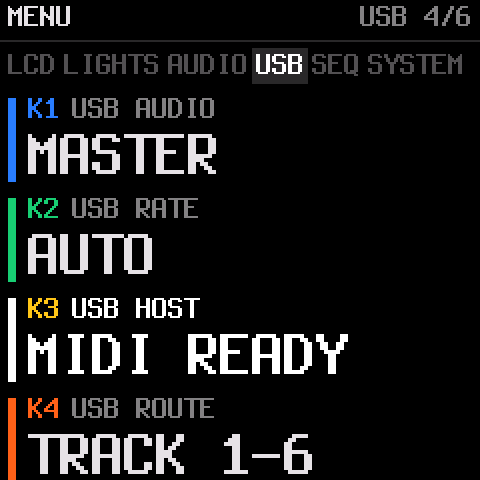 MENU USB 4/6
LCD LIGHTS AUDIO USB SEQ SYSTEM
K1 USB AUDIO
MASTER
K2 USB RATE
AUTO
K3 USB HOST
MIDI READY
K4 USB ROUTE
TRACK 1-6